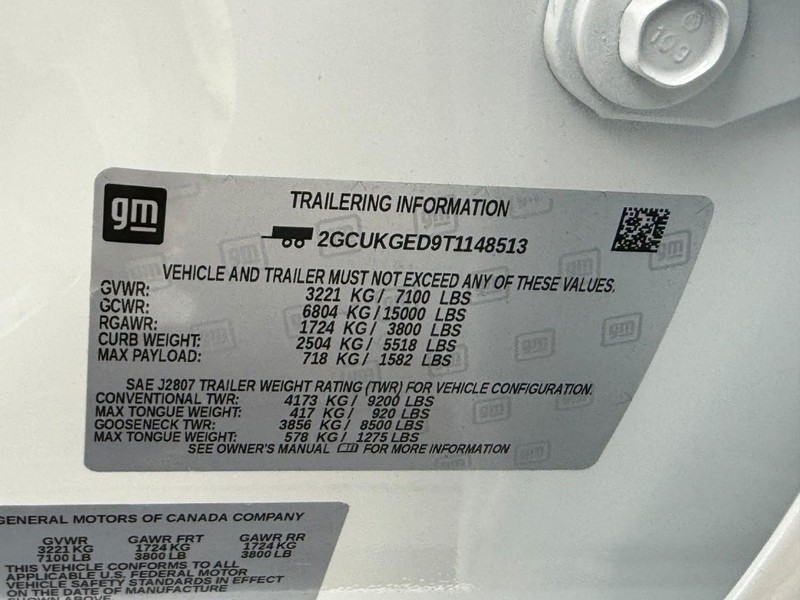 109
gm
TRAILERING INFORMATION
2GCUKGED9T1148513
VEHICLE AND TRAILER MUST NOT EXCEED ANY OF THESE VALUES.
GVWR: 3221 KG / 7100 LBS
GCWR: 6804 KG / 15000 LBS
RGAWR: 1724 KG / 3800 LBS
CURB WEIGHT: 2504 KG / 5518 LBS
MAX PAYLOAD: 718 KG / 1582 LBS
SAE J2807 TRAILER WEIGHT RATING (TWR) FOR VEHICLE CONFIGURATION.
CONVENTIONAL TWR: 4173 KG / 9200 LBS
MAX TONGUE WEIGHT: 417 KG / 920 LBS
GOOSENECK TWR: 3856 KG / 8500 LBS
MAX TONGUE WEIGHT: 578 KG / 1275 LBS
SEE OWNER'S MANUAL gm FOR MORE INFORMATION
GENERAL MOTORS OF CANADA COMPANY
GVWR GAWR FRT GAWR RR
3221 KG 1724 KG 1724 KG
7100 LB 3800 LB 3800 LB
THIS VEHICLE CONFORMS TO ALL
APPLICABLE U.S. FEDERAL MOTOR
VEHICLE SAFETY STANDARDS IN EFFECT
ON THE DATE OF MANUFACTURE
SHOWN ABOVE